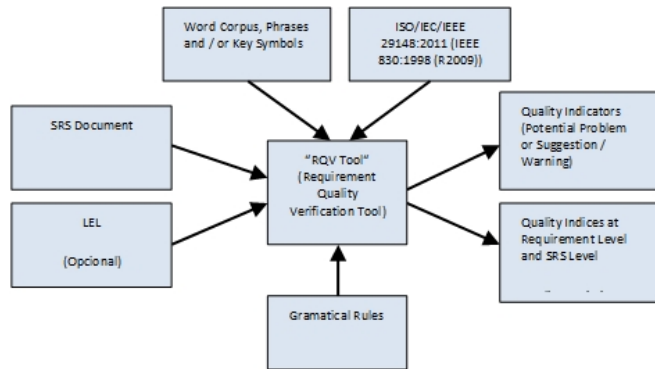 Word Corpus, Phrases
and / or Key Symbols
ISO/IEC/IEEE
29148:2011 (IEEE
830:1998 (R2009))
SRS Document
"RQV Tool"
(Requirement
Quality
Verification Tool)
Quality Indicators
(Potential Problem
or Suggestion /
Warning)
LEL
(Opcional)
Quality Indices at
Requirement Level
and SRS Level
Gramatical Rules